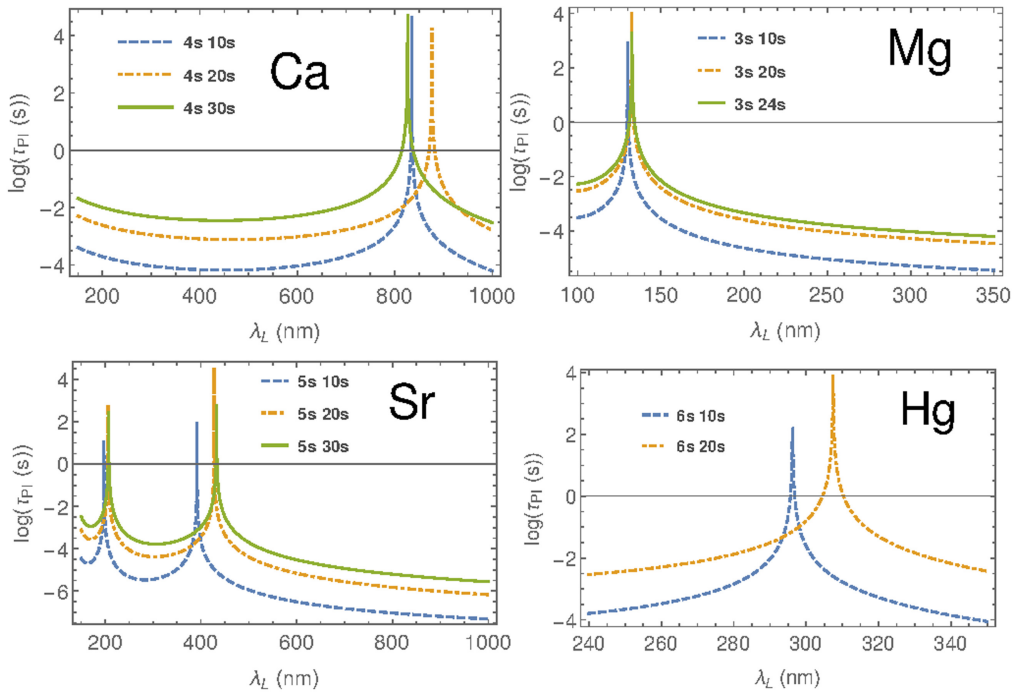 4s 10s
4s 20s
4s 30s
Ca
log(τPI (s))
4
2
0
−2
−4
200 400 600 800 1000
λL (nm)
3s 10s
3s 20s
3s 24s
Mg
log(τPI (s))
4
2
0
−2
−4
100 150 200 250 300 350
λL (nm)
5s 10s
5s 20s
5s 30s
Sr
log(τPI (s))
4
2
0
−2
−4
−6
200 400 600 800 1000
λL (nm)
6s 10s
6s 20s
Hg
log(τPI (s))
4
2
0
−2
−4
240 260 280 300 320 340
λL (nm)